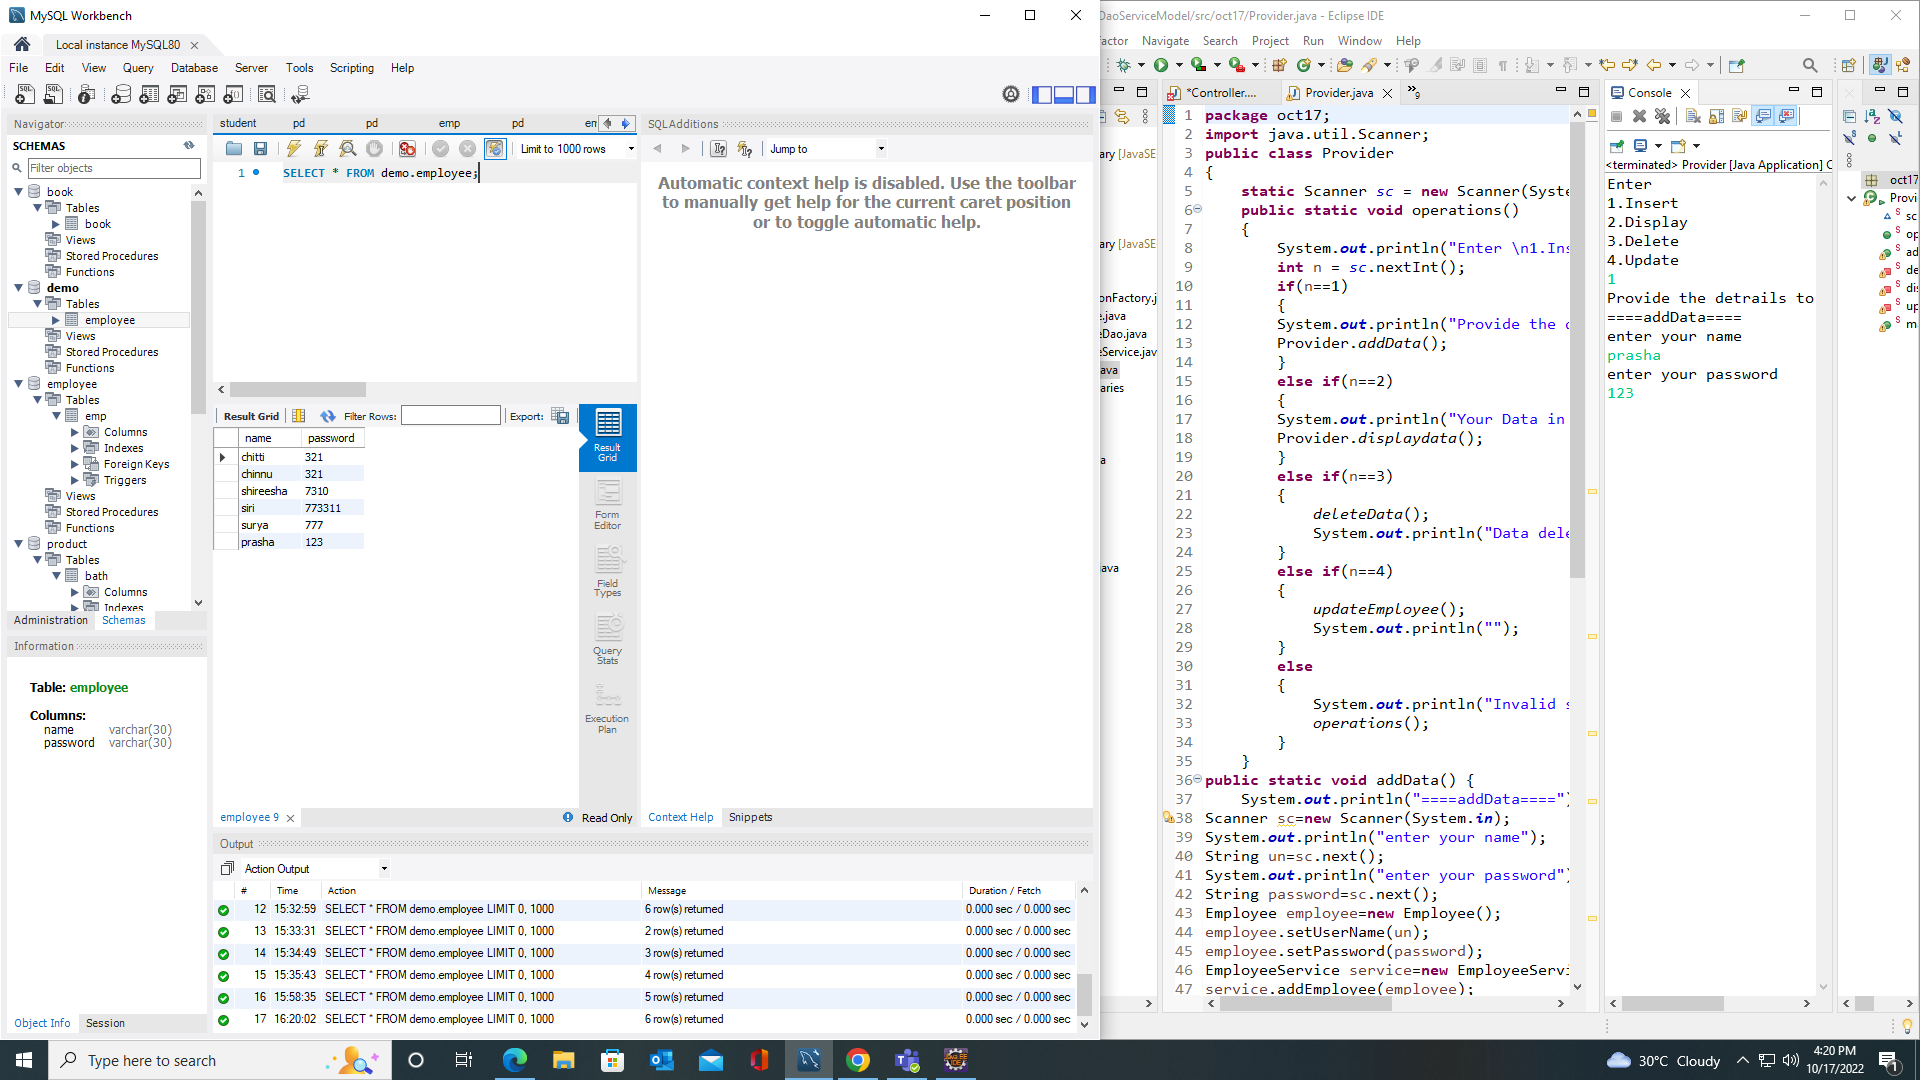 MySQL Workbench
Local instance MySQL80
File Edit View Query Database Server Tools Scripting Help
Navigator
SCHEMAS
Filter objects
book
Tables
book
Views
Stored Procedures
Functions
demo
Tables
employee
Views
Stored Procedures
Functions
employee
Tables
emp
Columns
Indexes
Foreign Keys
Triggers
Views
Stored Procedures
Functions
product
Tables
bath
Columns
Indexes
Administration Schemas
Information
Table: employee
Columns:
name varchar(30)
password varchar(30)
Object Info Session
student pd pd emp pd
Limit to 1000 rows
1 SELECT * FROM demo.employee;
Result Grid Filter Rows: Export:
name password
chitti 321
chinnu 321
shireesha 7310
siri 773311
surya 777
prasha 123
Result Grid
Form Editor
Field Types
Query Stats
Execution Plan
employee 9 Read Only
SQLAdditions
Jump to
Automatic context help is disabled. Use the toolbar
to manually get help for the current caret position
or to toggle automatic help.
Context Help Snippets
Output
Action Output
# Time Action Message Duration / Fetch
12 15:32:59 SELECT * FROM demo.employee LIMIT 0, 1000 6 row(s) returned 0.000 sec / 0.000 sec
13 15:33:31 SELECT * FROM demo.employee LIMIT 0, 1000 2 row(s) returned 0.000 sec / 0.000 sec
14 15:34:49 SELECT * FROM demo.employee LIMIT 0, 1000 3 row(s) returned 0.000 sec / 0.000 sec
15 15:35:43 SELECT * FROM demo.employee LIMIT 0, 1000 4 row(s) returned 0.000 sec / 0.000 sec
16 15:58:35 SELECT * FROM demo.employee LIMIT 0, 1000 5 row(s) returned 0.000 sec / 0.000 sec
17 16:20:02 SELECT * FROM demo.employee LIMIT 0, 1000 6 row(s) returned 0.000 sec / 0.000 sec
DaoServiceModel/src/oct17/Provider.java - Eclipse IDE
actor Navigate Search Project Run Window Help
ary [JavaSE
ary [JavaSE
onFactory.j
e.java
eDao.java
eService.jav
ava
aries
a
ava
*Controller.... Provider.java 9
1 package oct17;
2 import java.util.Scanner;
3 public class Provider
4 {
5 static Scanner sc = new Scanner(Syste
6 public static void operations()
7 {
8 System.out.println("Enter \n1.Ins
9 int n = sc.nextInt();
10 if(n==1)
11 {
12 System.out.println("Provide the d
13 Provider.addData();
14 }
15 else if(n==2)
16 {
17 System.out.println("Your Data in
18 Provider.displaydata();
19 }
20 else if(n==3)
21 {
22 deleteData();
23 System.out.println("Data dele
24 }
25 else if(n==4)
26 {
27 updateEmployee();
28 System.out.println("");
29 }
30 else
31 {
32 System.out.println("Invalid s
33 operations();
34 }
35 }
36 public static void addData() {
37 System.out.println("====addData====")
38 Scanner sc=new Scanner(System.in);
39 System.out.println("enter your name");
40 String un=sc.next();
41 System.out.println("enter your password")
42 String password=sc.next();
43 Employee employee=new Employee();
44 employee.setUserName(un);
45 employee.setPassword(password);
46 EmployeeService service=new EmployeeServi
47 service.addEmployee(employee);
Console
<terminated> Provider [Java Application] C
Enter
1.Insert
2.Display
3.Delete
4.Update
1
Provide the detrails to
====addData====
enter your name
prasha
enter your password
123
oct17
Provi
sc
op
ad
de
dis
up
m
Type here to search
30°C Cloudy
4:20 PM
10/17/2022
1